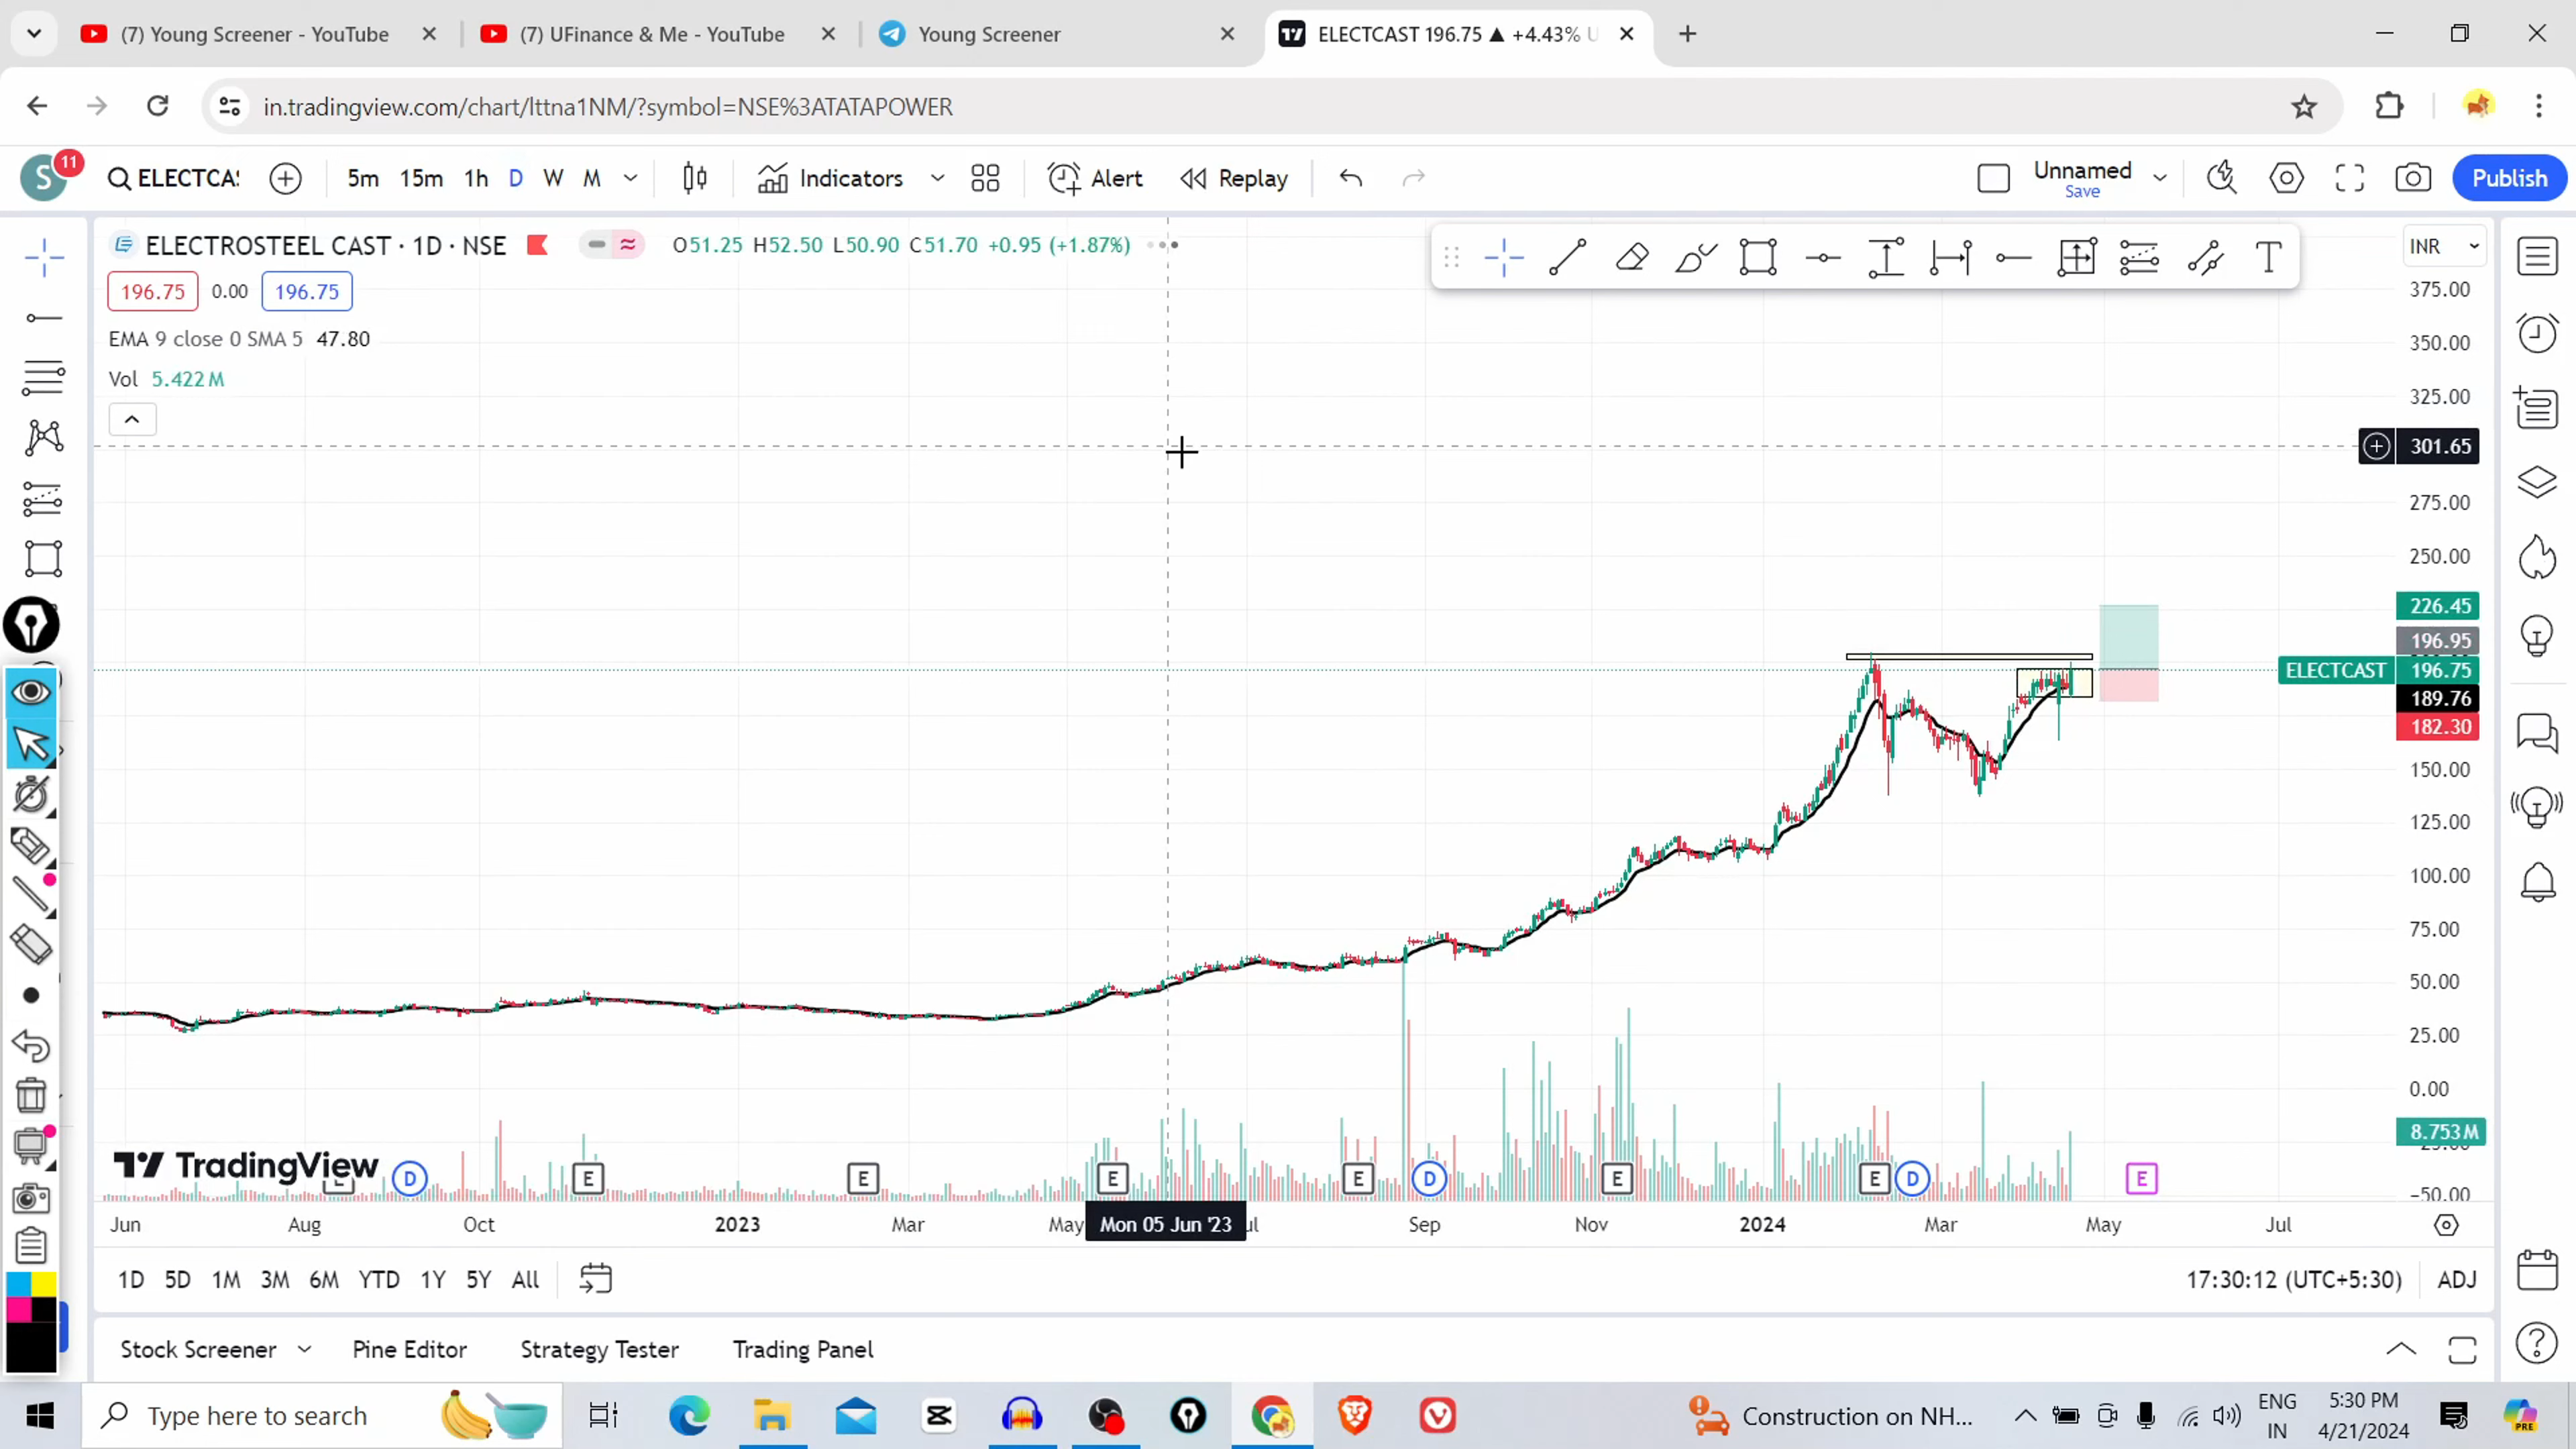 (7) Young Screener - YouTube
(7) UFinance & Me - YouTube
Young Screener
ELECTCAST 196.75 ▲ +4.43% U
in.tradingview.com/chart/lttna1NM/?symbol=NSE%3ATATAPOWER
S
11
ELECTCA
5m 15m 1h D W M
Indicators
Alert
Replay
Unnamed
Save
Publish
ELECTROSTEEL CAST · 1D · NSE
O51.25 H52.50 L50.90 C51.70 +0.95 (+1.87%)
INR
196.75 0.00 196.75
EMA 9 close 0 SMA 5 47.80
Vol 5.422M
375.00
350.00
325.00
301.65
275.00
250.00
226.45
196.95
ELECTCAST 196.75
189.76
182.30
150.00
125.00
100.00
75.00
50.00
25.00
0.00
8.753M
−50.00
TradingView
D E E E E D E E D E
Jun Aug Oct 2023 Mar May Mon 05 Jun '23 ul Sep Nov 2024 Mar May Jul
1D 5D 1M 3M 6M YTD 1Y 5Y All
17:30:12 (UTC+5:30) ADJ
Stock Screener Pine Editor Strategy Tester Trading Panel
Type here to search
Construction on NH...
ENG
IN
5:30 PM
4/21/2024
PRE